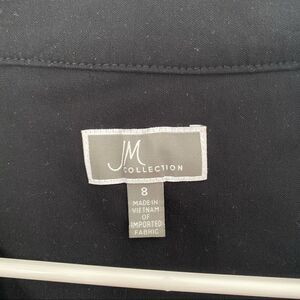 JM
COLLECTION
8
MADE IN
VIETNAM
OF
IMPORTED
FABRIC